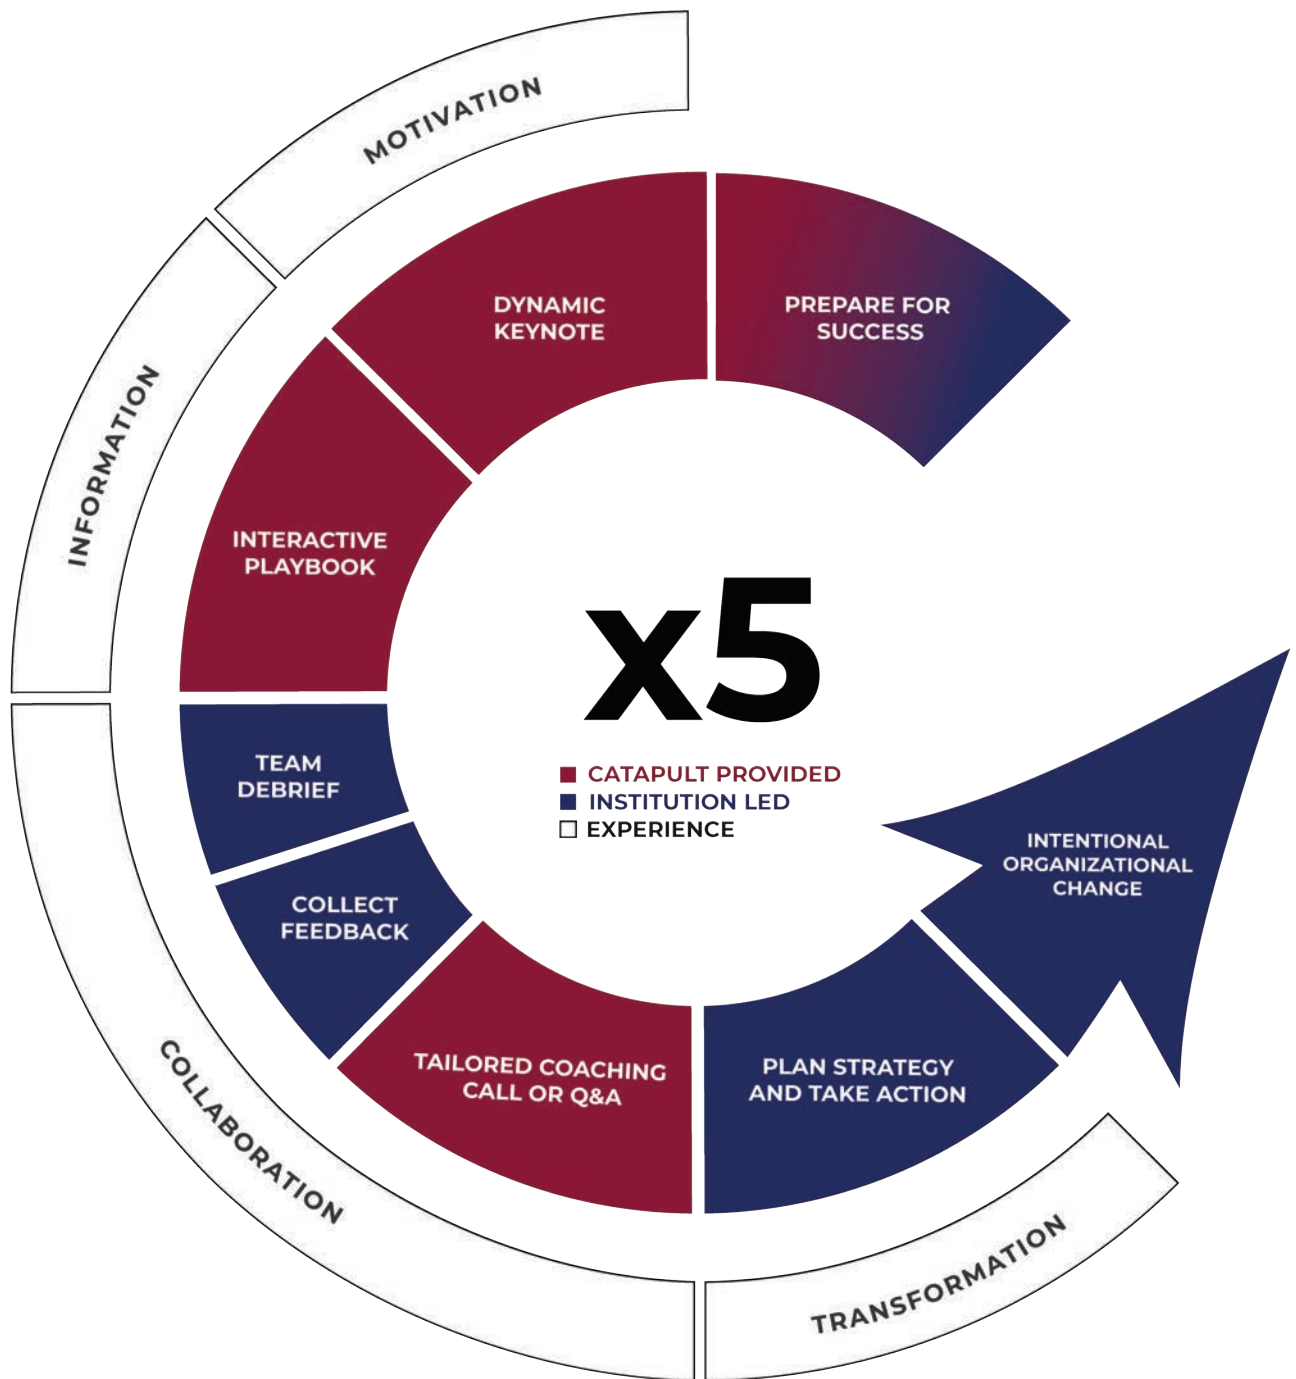 MOTIVATION
INFORMATION
COLLABORATION
TRANSFORMATION
PREPARE FOR
SUCCESS
DYNAMIC
KEYNOTE
INTERACTIVE
PLAYBOOK
TEAM
DEBRIEF
COLLECT
FEEDBACK
TAILORED COACHING
CALL OR Q&A
PLAN STRATEGY
AND TAKE ACTION
INTENTIONAL
ORGANIZATIONAL
CHANGE
x5
CATAPULT PROVIDED
INSTITUTION LED
EXPERIENCE